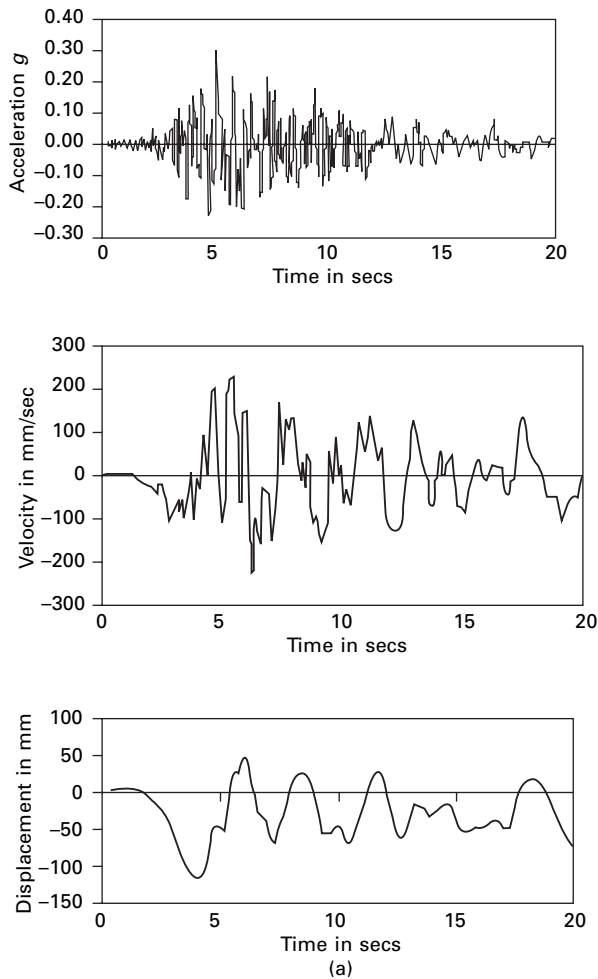 0.40
0.30
0.20
0.10
0.00
–0.10
–0.20
–0.30
Acceleration g
0 5 10 15 20
Time in secs
300
200
100
0
–100
–200
–300
Velocity in mm/sec
0 5 10 15 20
Time in secs
100
50
0
–50
–100
–150
Displacement in mm
0 5 10 15 20
Time in secs
(a)